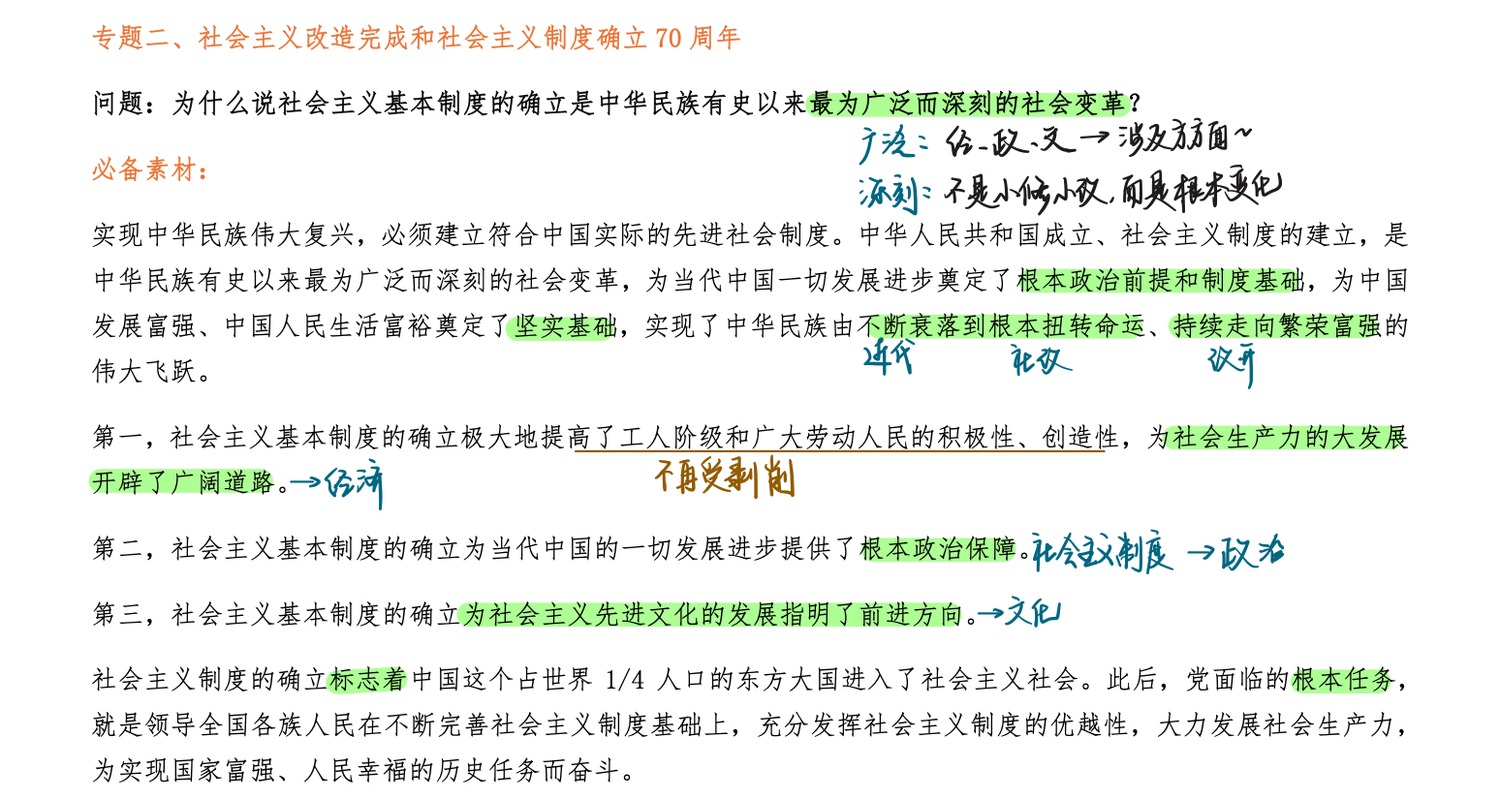 专题二、社会主义改造完成和社会主义制度确立 70 周年
问题：为什么说社会主义基本制度的确立是中华民族有史以来最为广泛而深刻的社会变革？
广泛：经、政、文 → 涉及方方面面~
必备素材：
深刻：不是小修小改，而是根本变化
实现中华民族伟大复兴，必须建立符合中国实际的先进社会制度。中华人民共和国成立、社会主义制度的建立，是
中华民族有史以来最为广泛而深刻的社会变革，为当代中国一切发展进步奠定了根本政治前提和制度基础，为中国
发展富强、中国人民生活富裕奠定了坚实基础，实现了中华民族由不断衰落到根本扭转命运、持续走向繁荣富强的
近代 社改 改开
伟大飞跃。
第一，社会主义基本制度的确立极大地提高了工人阶级和广大劳动人民的积极性、创造性，为社会生产力的大发展
开辟了广阔道路。→经济 不再受剥削
第二，社会主义基本制度的确立为当代中国的一切发展进步提供了根本政治保障。社会主义制度 →政治
第三，社会主义基本制度的确立为社会主义先进文化的发展指明了前进方向。→文化
社会主义制度的确立标志着中国这个占世界 1/4 人口的东方大国进入了社会主义社会。此后，党面临的根本任务，
就是领导全国各族人民在不断完善社会主义制度基础上，充分发挥社会主义制度的优越性，大力发展社会生产力，
为实现国家富强、人民幸福的历史任务而奋斗。